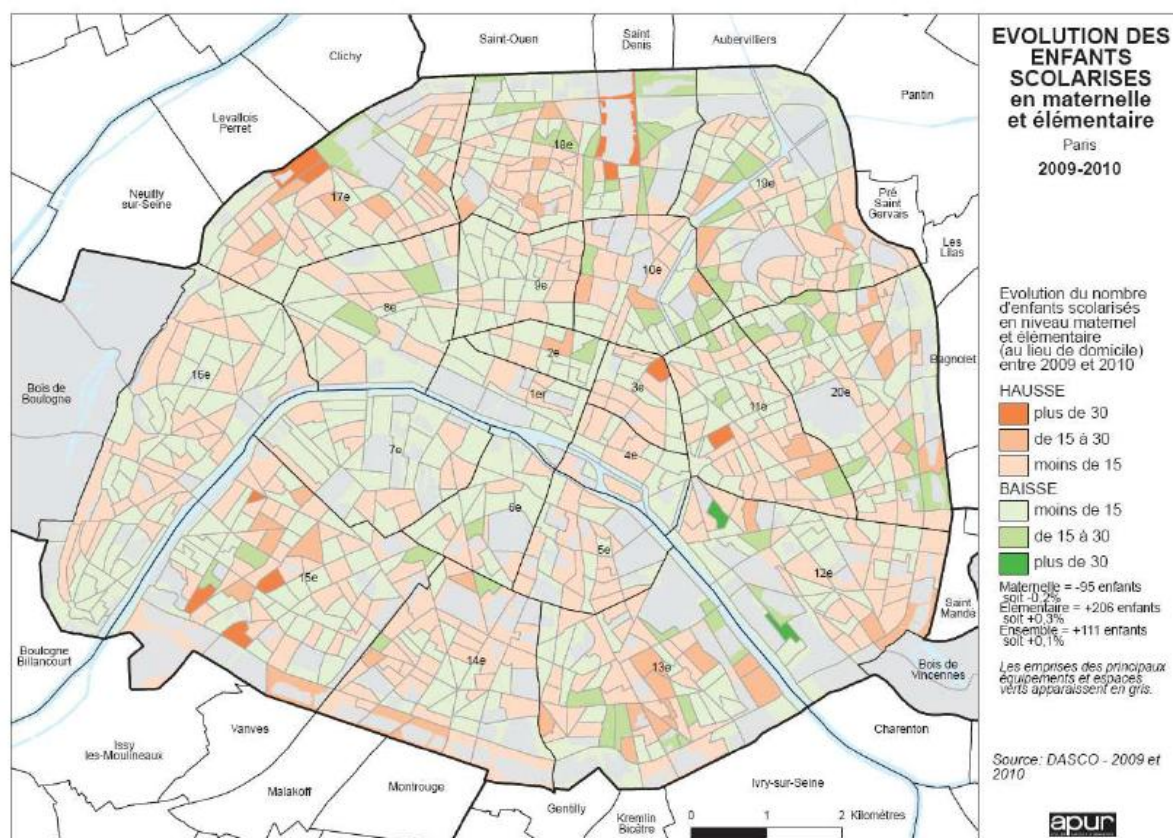 EVOLUTION DES
ENFANTS
SCOLARISES
en maternelle
et élémentaire
Paris
2009-2010
Saint-Ouen
Saint
Denis
Aubervilliers
Clichy
Pantin
Levallois
Perret
Neuilly
sur-Seine
Pré
Saint
Gervais
Les
Lilas
18e
19e
17e
10e
9e
8e
2e
1er
3e
16e
11e
20e
Bagnolet
Bois de
Boulogne
7e
4e
6e
5e
15e
12e
14e
13e
Saint
Mandé
Bois de
Vincennes
Boulogne
Billancourt
Issy
les-Moulineaux
Vanves
Malakoff
Montrouge
Gentilly
Kremlin
Bicêtre
Ivry-sur-Seine
Charenton
0 1 2 Kilométres
Evolution du nombre
d'enfants scolarisés
en niveau maternel
et élémentaire
(au lieu de domicile)
entre 2009 et 2010
HAUSSE
plus de 30
de 15 à 30
moins de 15
BAISSE
moins de 15
de 15 à 30
plus de 30
Maternelle = -95 enfants
soit -0,2%
Elémentaire = +206 enfants
soit +0,3%
Ensemble = +111 enfants
soit +0,1%
Les emprises des principaux
équipements et espaces
verts apparaissent en gris.
Source: DASCO - 2009 et
2010
apur